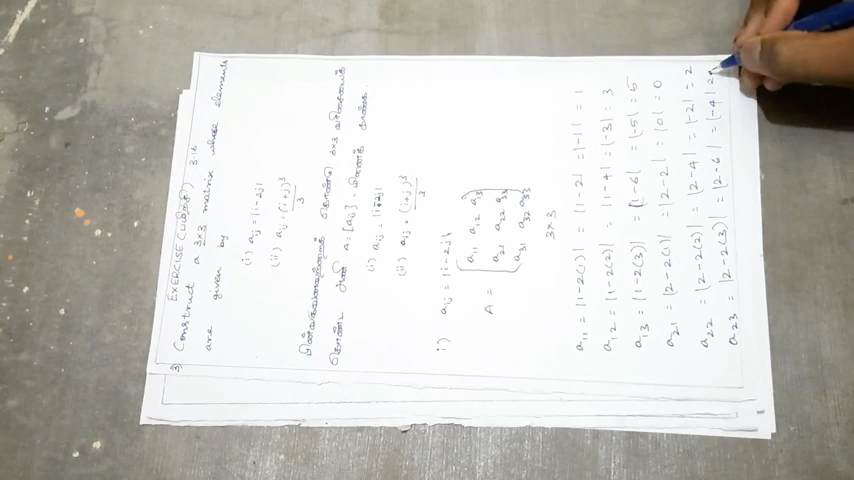 3) EXERCISE (பயிற்சி) 3.16
Construct a 3×3 matrix whose elements
are given by
(i) aij = |i-2j|
(ii) aij = (i+j)³/3
கொண்ட 3×3 வரிசையைக்
A = [aij]
(i) aij = |i-2j|
(ii) aij = (i+j)³/3
i) aij = |i-2j|
A = (a11 a12 a13
a21 a22 a23
a31 a32 a33)
3×3
a11 = |1-2(1)| = |1-2| = |-1| = 1
a12 = |1-2(2)| = |1-4| = |-3| = 3
a13 = |1-2(3)| = |1-6| = |-5| = 5
a21 = |2-2(1)| = |2-2| = |0| = 0
a22 = |2-2(2)| = |2-4| = |-2| = 2
a23 = |2-2(3)| = |2-6| = |-4| =